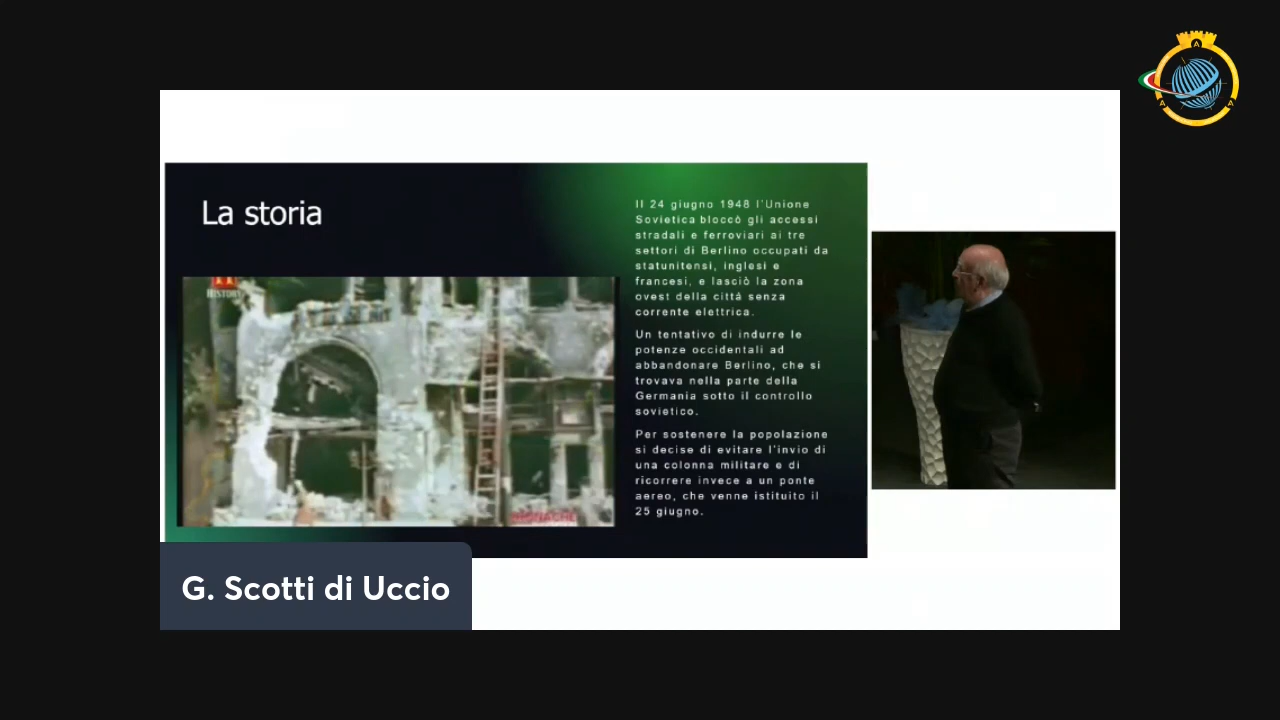 La storia
Il 24 giugno 1948 l'Unione
Sovietica bloccò gli accessi
stradali e ferroviari ai tre
settori di Berlino occupati da
statunitensi, inglesi e
francesi, e lasciò la zona
ovest della città senza
corrente elettrica.
Un tentativo di indurre le
potenze occidentali ad
abbandonare Berlino, che si
trovava nella parte della
Germania sotto il controllo
sovietico.
Per sostenere la popolazione
si decise di evitare l'invio di
una colonna militare e di
ricorrere invece a un ponte
aereo, che venne istituito il
25 giugno.
HISTORY
G. Scotti di Uccio
A
A
A